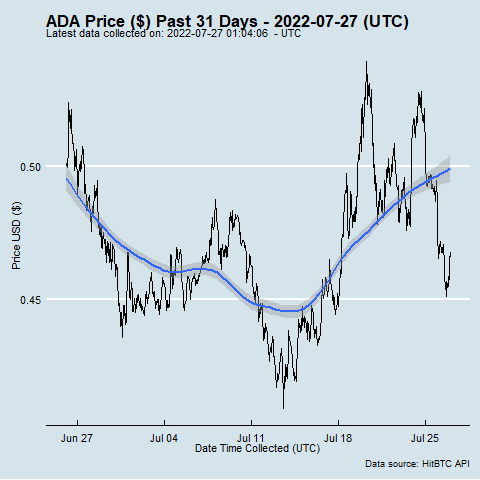 ADA Price ($) Past 31 Days - 2022-07-27 (UTC)
Latest data collected on: 2022-07-27 01:04:06 - UTC
0.50
0.45
Price USD ($)
Jun 27 Jul 04 Jul 11 Jul 18 Jul 25
Date Time Collected (UTC)
Data source: HitBTC API